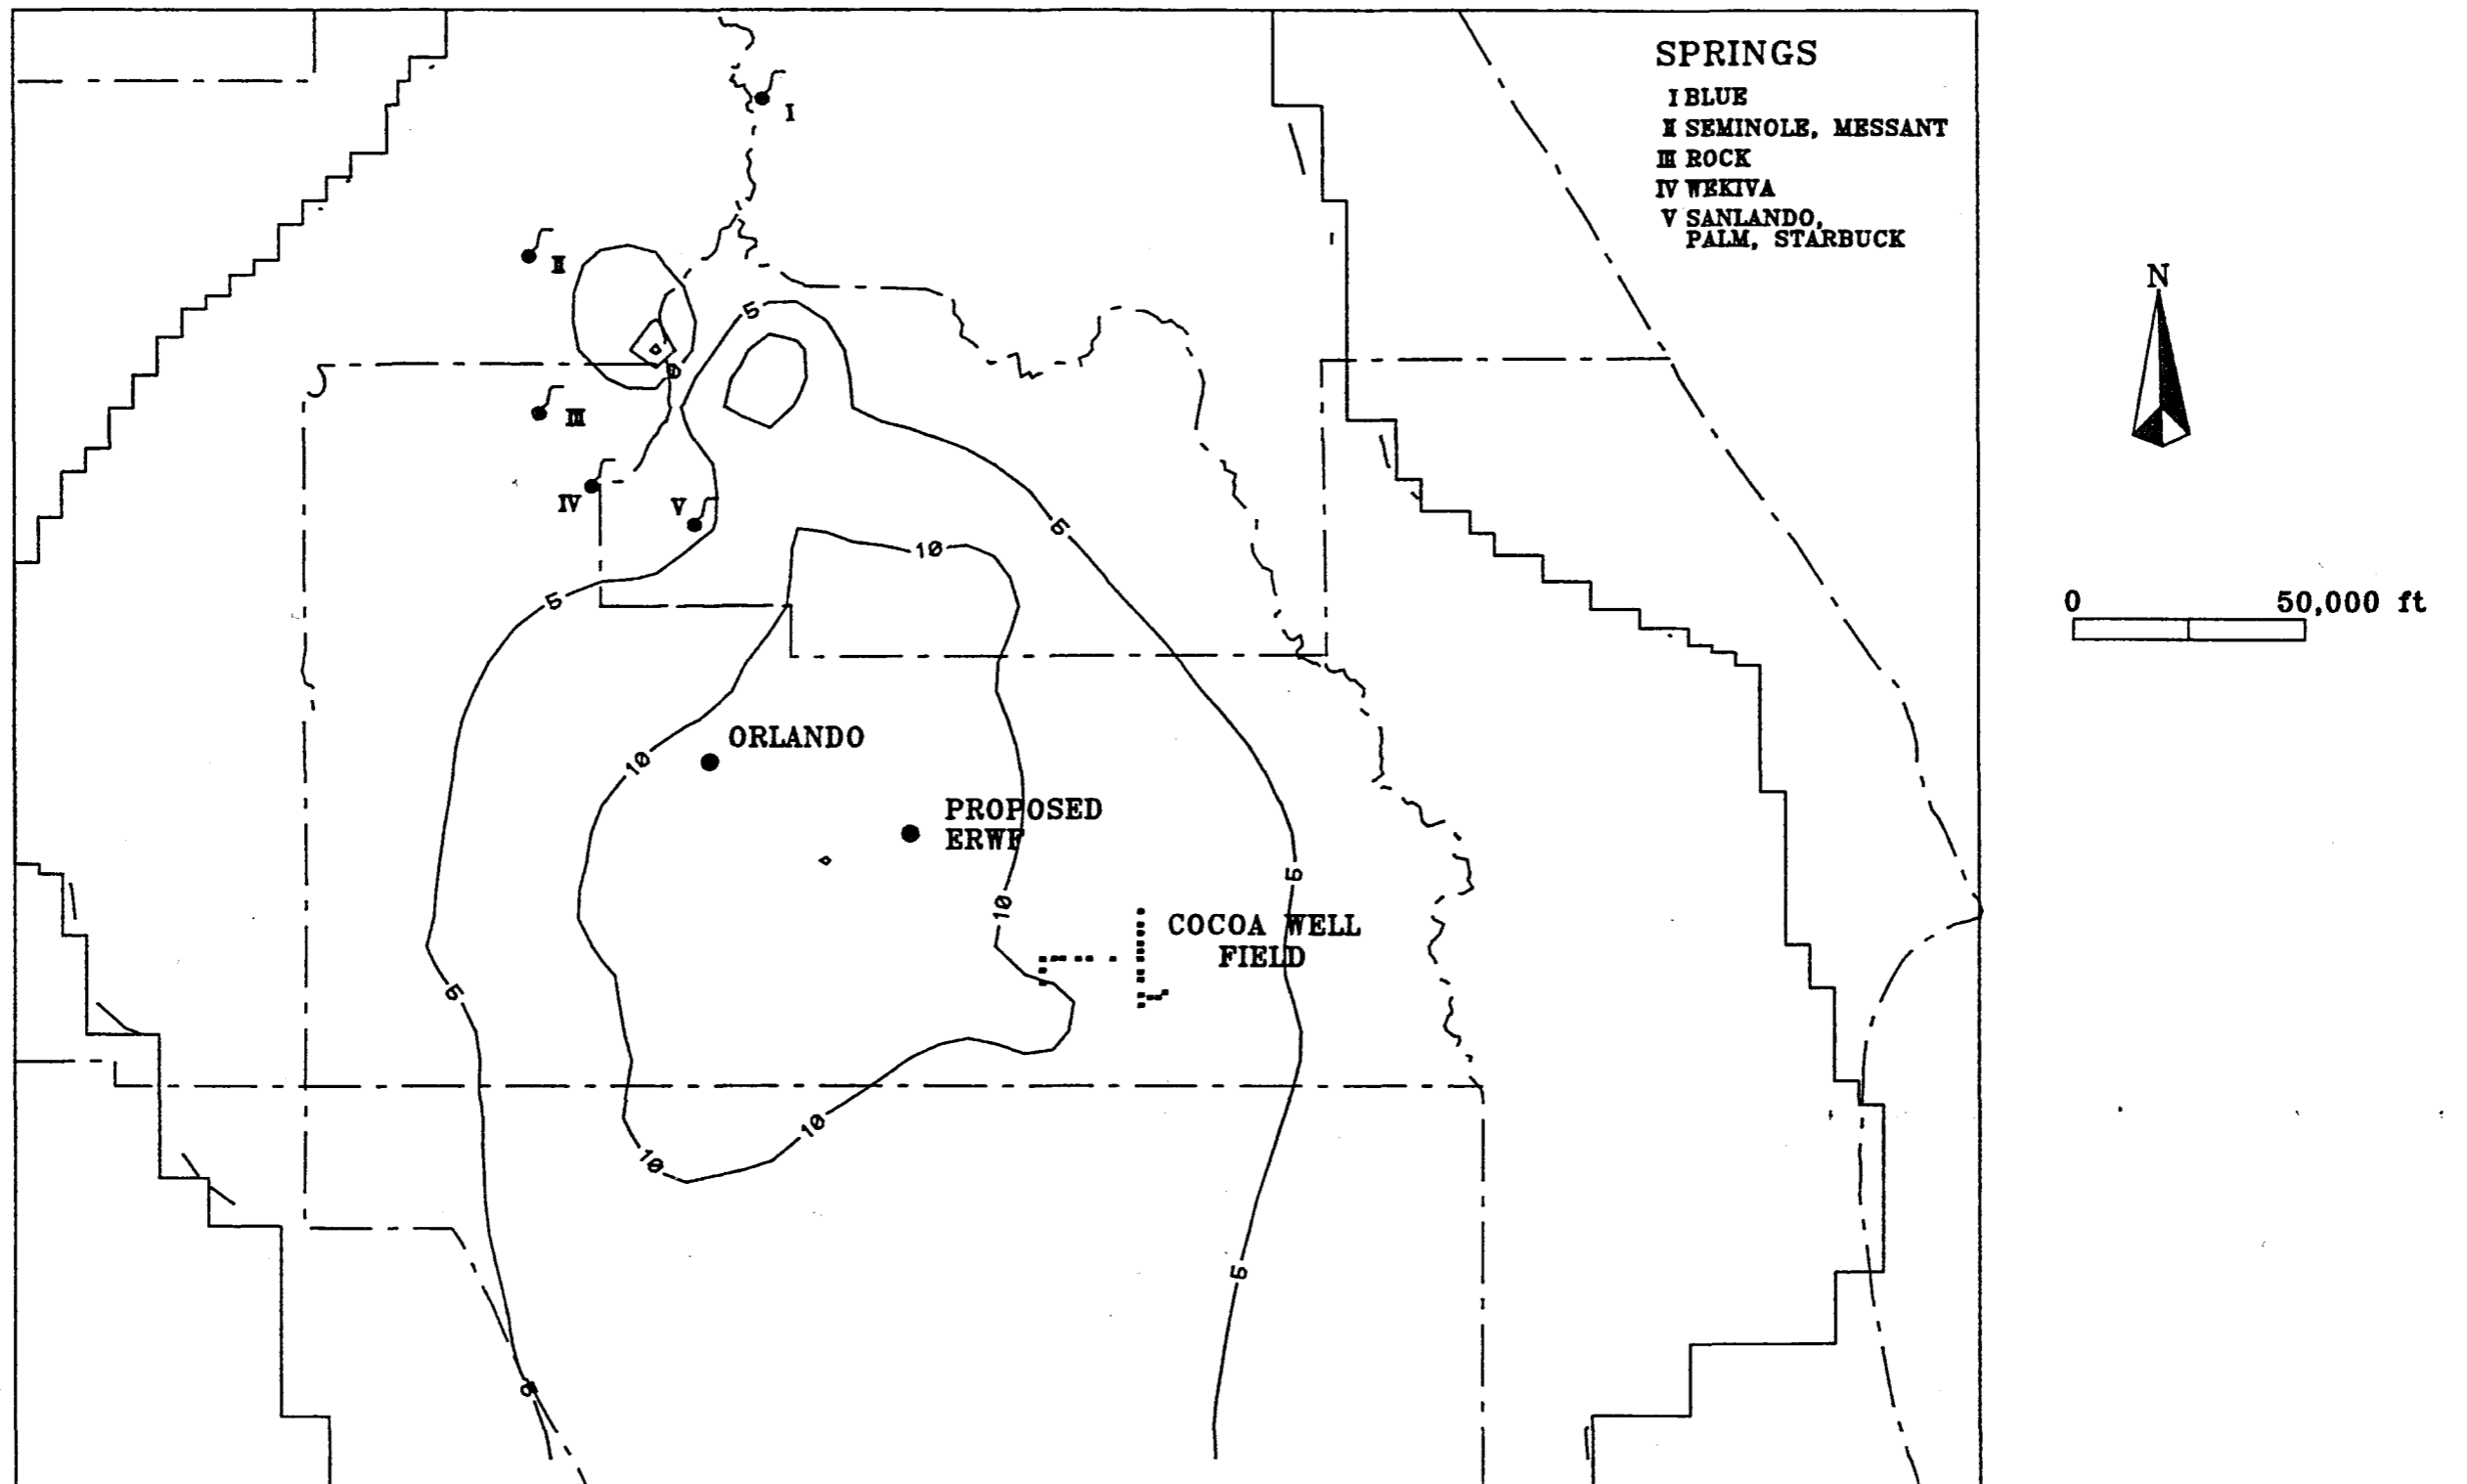 SPRINGS
I BLUE
II SEMINOLE, MESSANT
III ROCK
IV WEKIVA
V SANLANDO,
PALM, STARBUCK
I
II
III
IV
V
N
0 50,000 ft
5
5
5
10
10
ORLANDO
PROPOSED
ERWF
5
10
COCOA WELL
FIELD
5
10
10
5